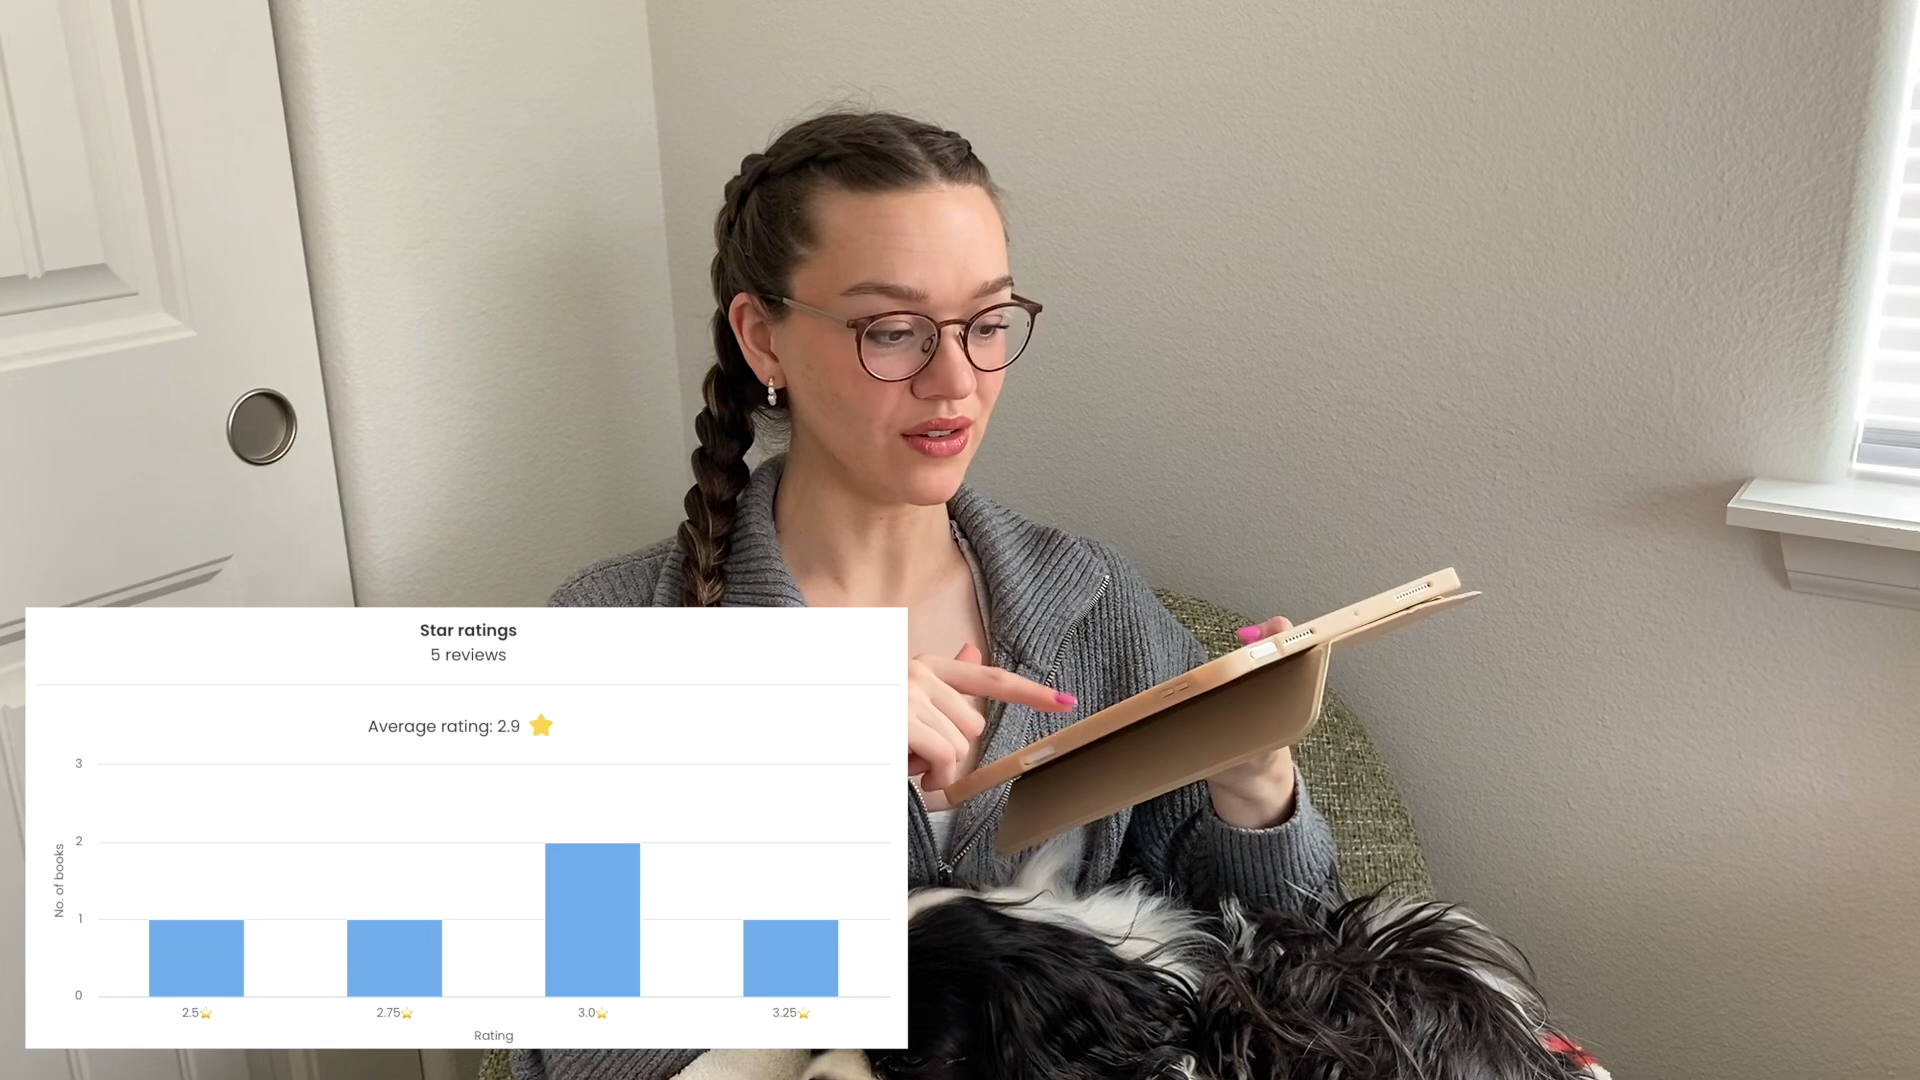 Star ratings
5 reviews
Average rating: 2.9
3
2
1
0
No. of books
2.5
2.75
3.0
3.25
Rating